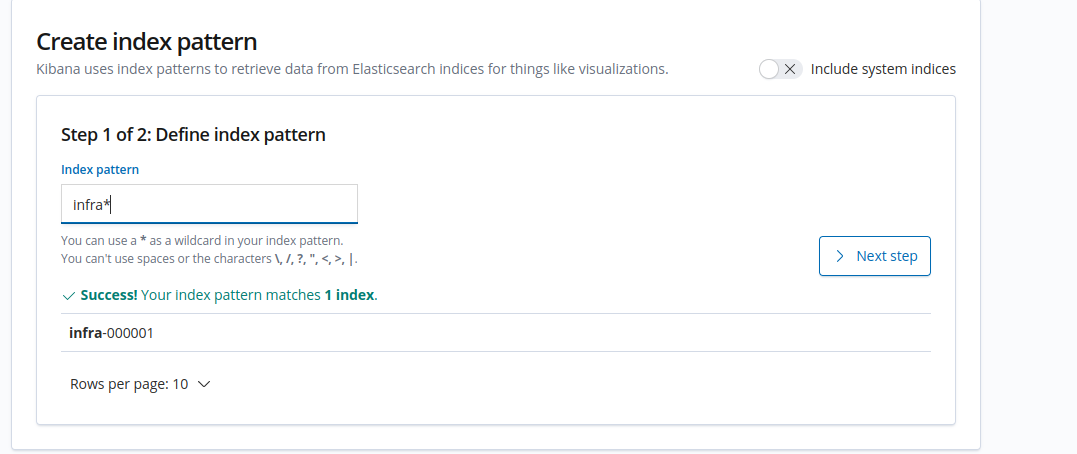 Create index pattern
Kibana uses index patterns to retrieve data from Elasticsearch indices for things like visualizations.
Include system indices
Step 1 of 2: Define index pattern
Index pattern
infra*
You can use a * as a wildcard in your index pattern.
You can't use spaces or the characters \, /, ?, ", <, >, |.
Next step
Success! Your index pattern matches 1 index.
infra-000001
Rows per page: 10